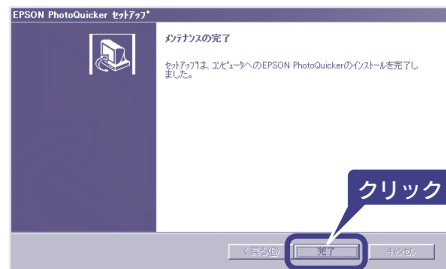 EPSON PhotoQuicker セットアップ
メンテナンスの完了
セットアップは、コンピュータへのEPSON PhotoQuickerのインストールを完了し
ました。
クリック
< 戻る(B)
完了
キャンセル